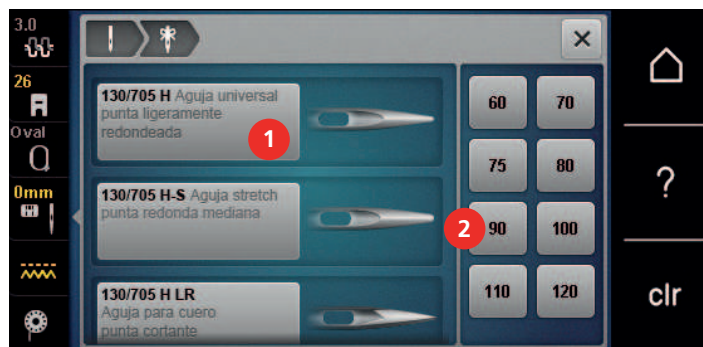 3.0
26
Oval
0mm
130/705 H Aguja universal
punta ligeramente
redondeada
1
130/705 H-S Aguja stretch
punta redonda mediana
130/705 H LR
Aguja para cuero
punta cortante
60 70
75 80
2
90 100
110 120
?
clr